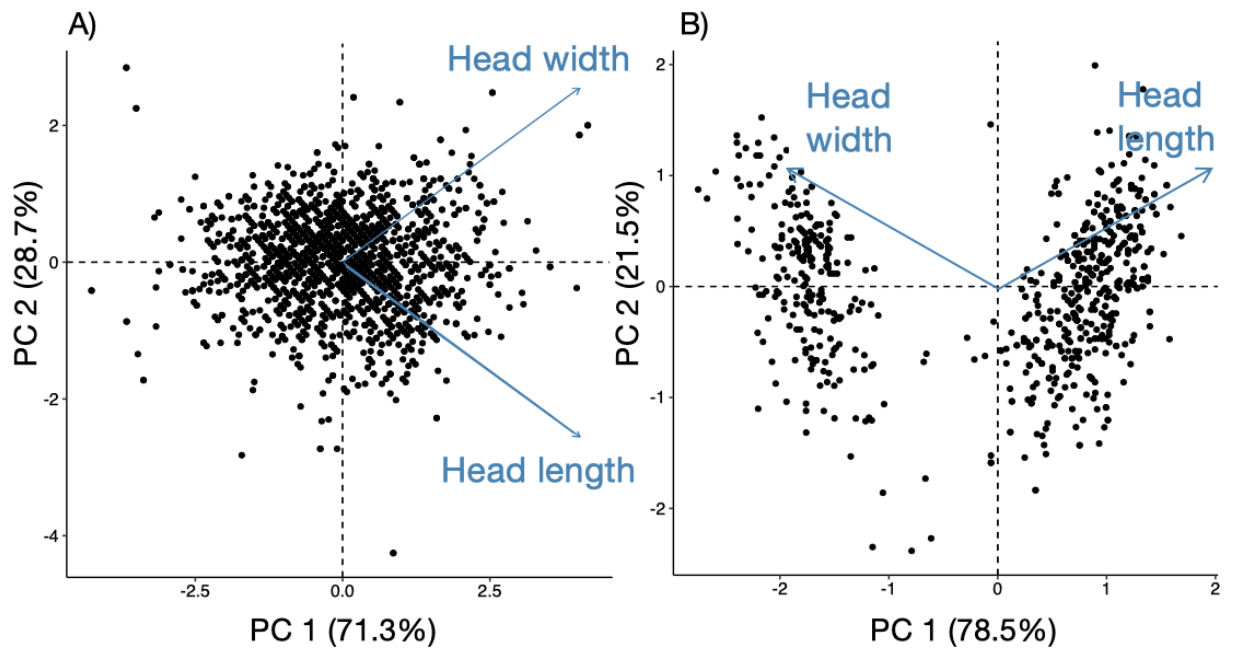 A)
Head width
2
0
-2
-4
PC 2 (28.7%)
Head length
-2.5
0.0
2.5
PC 1 (71.3%)
B)
Head
width
Head
length
2
1
0
-1
-2
PC 2 (21.5%)
-2
-1
0
1
2
PC 1 (78.5%)